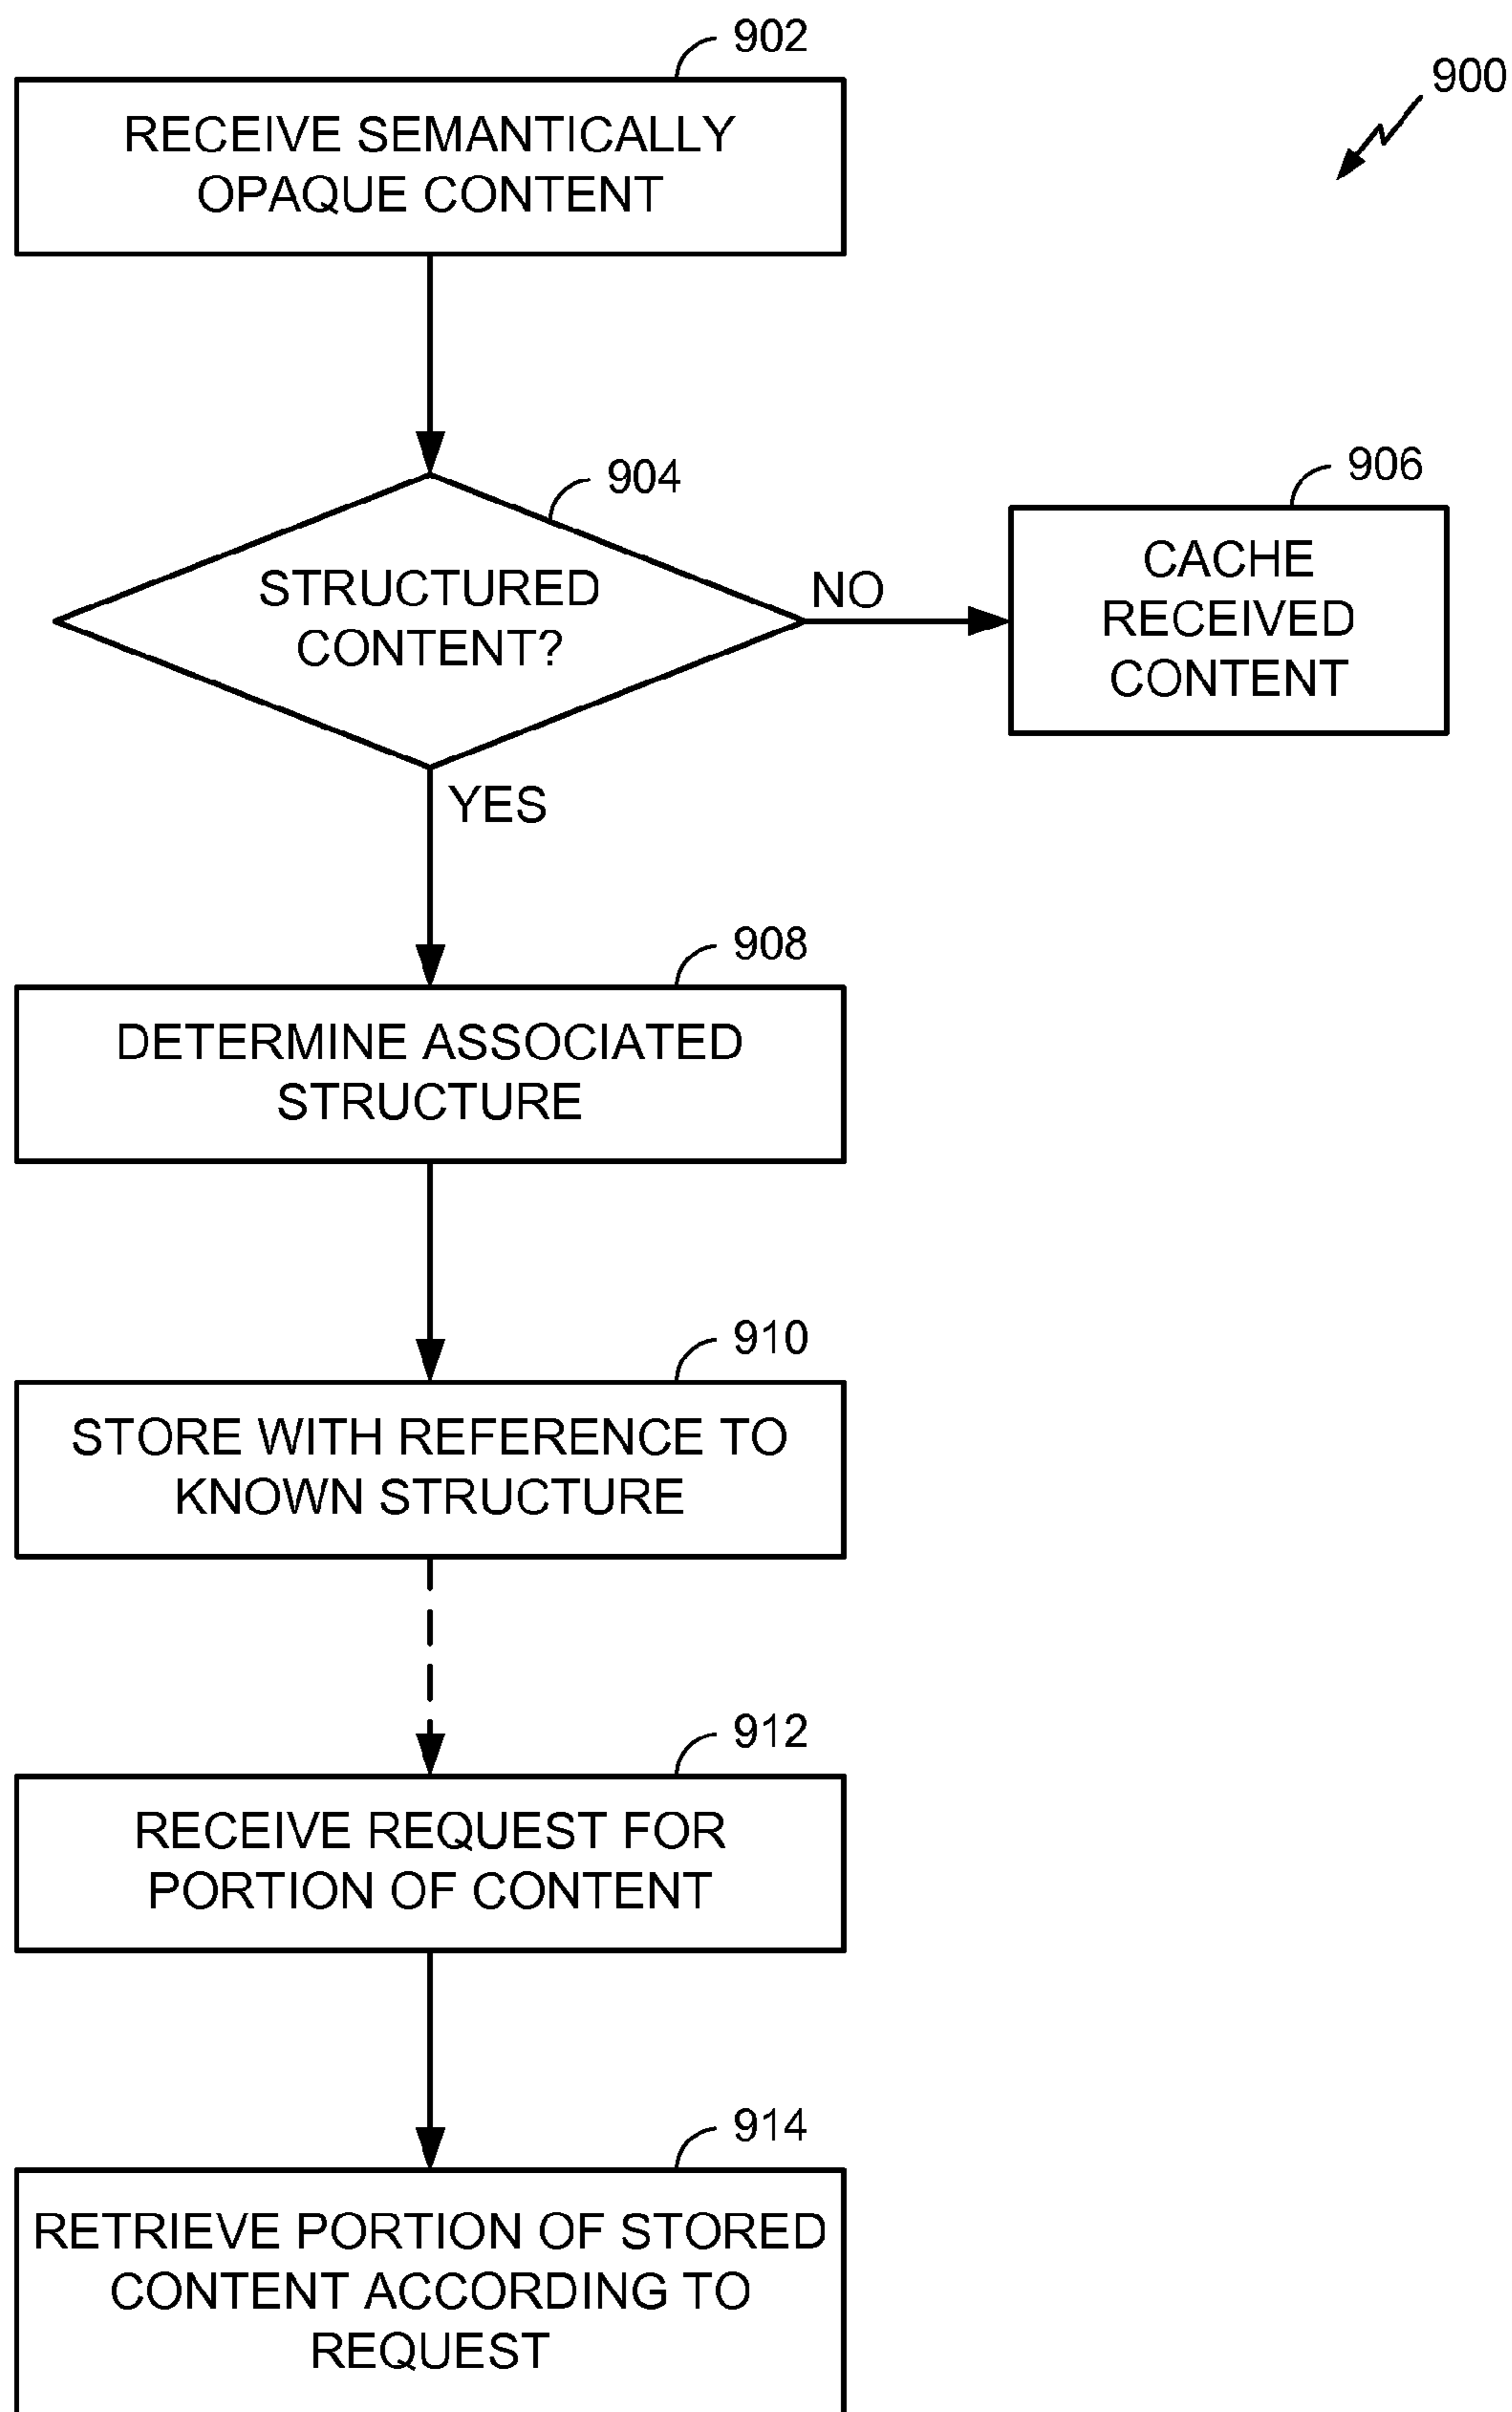 902
900
RECEIVE SEMANTICALLY
OPAQUE CONTENT
904
906
STRUCTURED
CONTENT?
NO
CACHE
RECEIVED
CONTENT
YES
908
DETERMINE ASSOCIATED
STRUCTURE
910
STORE WITH REFERENCE TO
KNOWN STRUCTURE
912
RECEIVE REQUEST FOR
PORTION OF CONTENT
914
RETRIEVE PORTION OF STORED
CONTENT ACCORDING TO
REQUEST